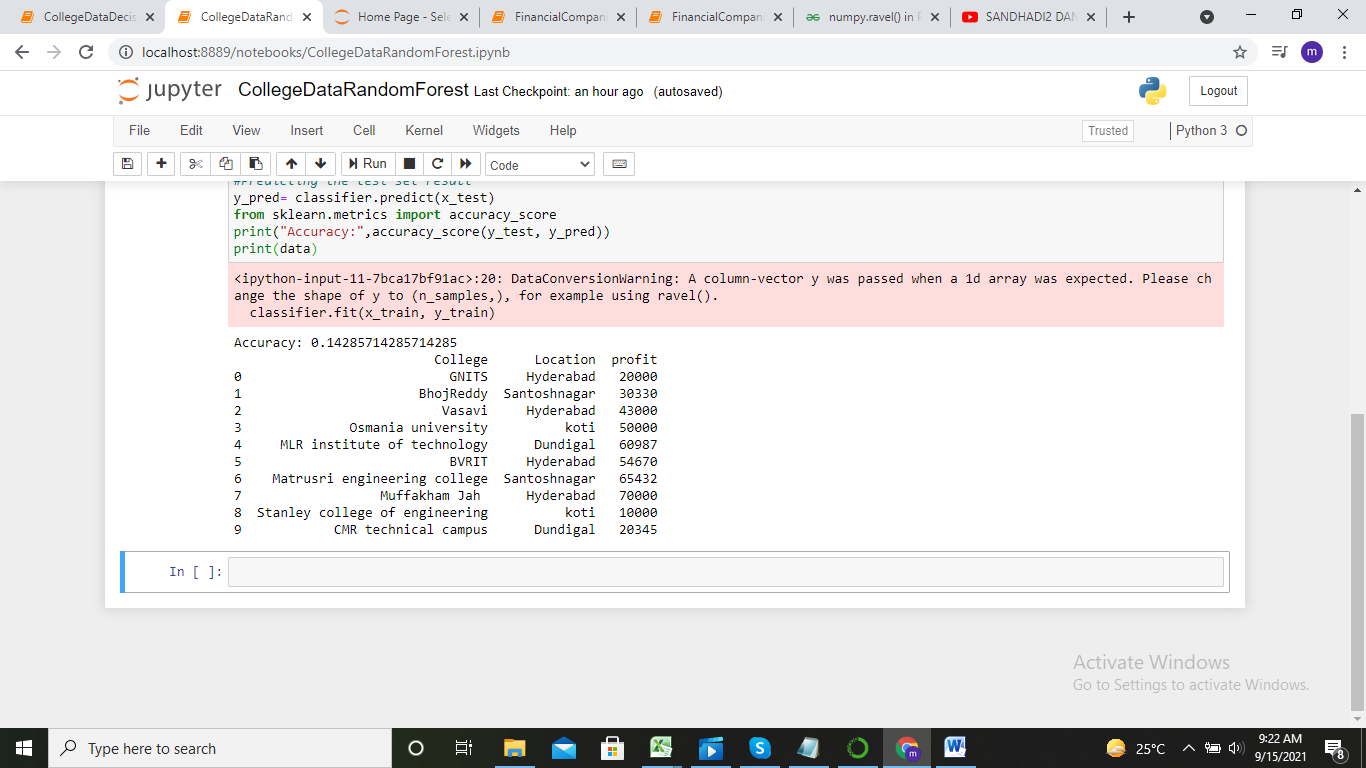 CollegeDataDecis
CollegeDataRand
Home Page - Sele
FinancialCompan
FinancialCompan
numpy.ravel() in P
SANDHADI2 DAN
localhost:8889/notebooks/CollegeDataRandomForest.ipynb
m
jupyter CollegeDataRandomForest Last Checkpoint: an hour ago (autosaved)
Logout
File Edit View Insert Cell Kernel Widgets Help
Trusted Python 3
Run Code
#Predicting the test set result
y_pred= classifier.predict(x_test)
from sklearn.metrics import accuracy_score
print("Accuracy:",accuracy_score(y_test, y_pred))
print(data)
<ipython-input-11-7bca17bf91ac>:20: DataConversionWarning: A column-vector y was passed when a 1d array was expected. Please ch
ange the shape of y to (n_samples,), for example using ravel().
classifier.fit(x_train, y_train)
Accuracy: 0.14285714285714285
College Location profit
0 GNITS Hyderabad 20000
1 BhojReddy Santoshnagar 30330
2 Vasavi Hyderabad 43000
3 Osmania university koti 50000
4 MLR institute of technology Dundigal 60987
5 BVRIT Hyderabad 54670
6 Matrusri engineering college Santoshnagar 65432
7 Muffakham Jah Hyderabad 70000
8 Stanley college of engineering koti 10000
9 CMR technical campus Dundigal 20345
In [ ]:
Activate Windows
Go to Settings to activate Windows.
Type here to search
25°C
9:22 AM
9/15/2021
8